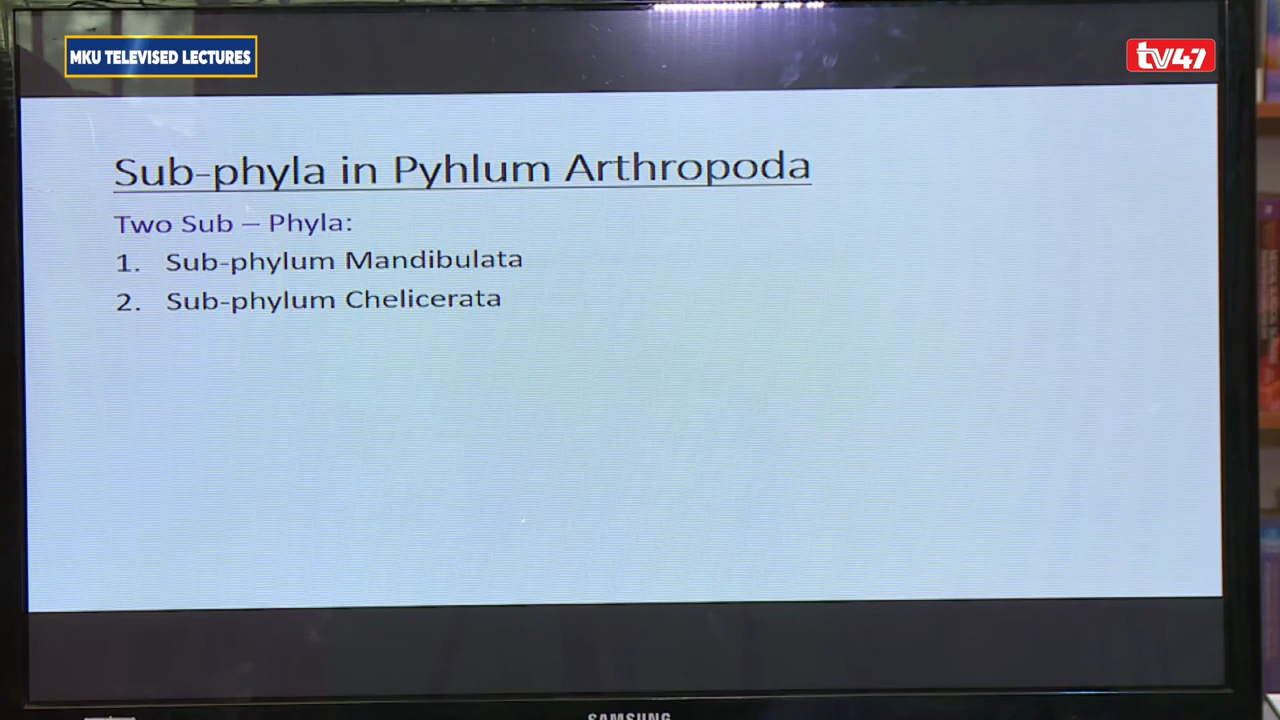 MKU TELEVISED LECTURES
tv47
Sub-phyla in Pyhlum Arthropoda
Two Sub – Phyla:
1. Sub-phylum Mandibulata
2. Sub-phylum Chelicerata
SAMSUNG